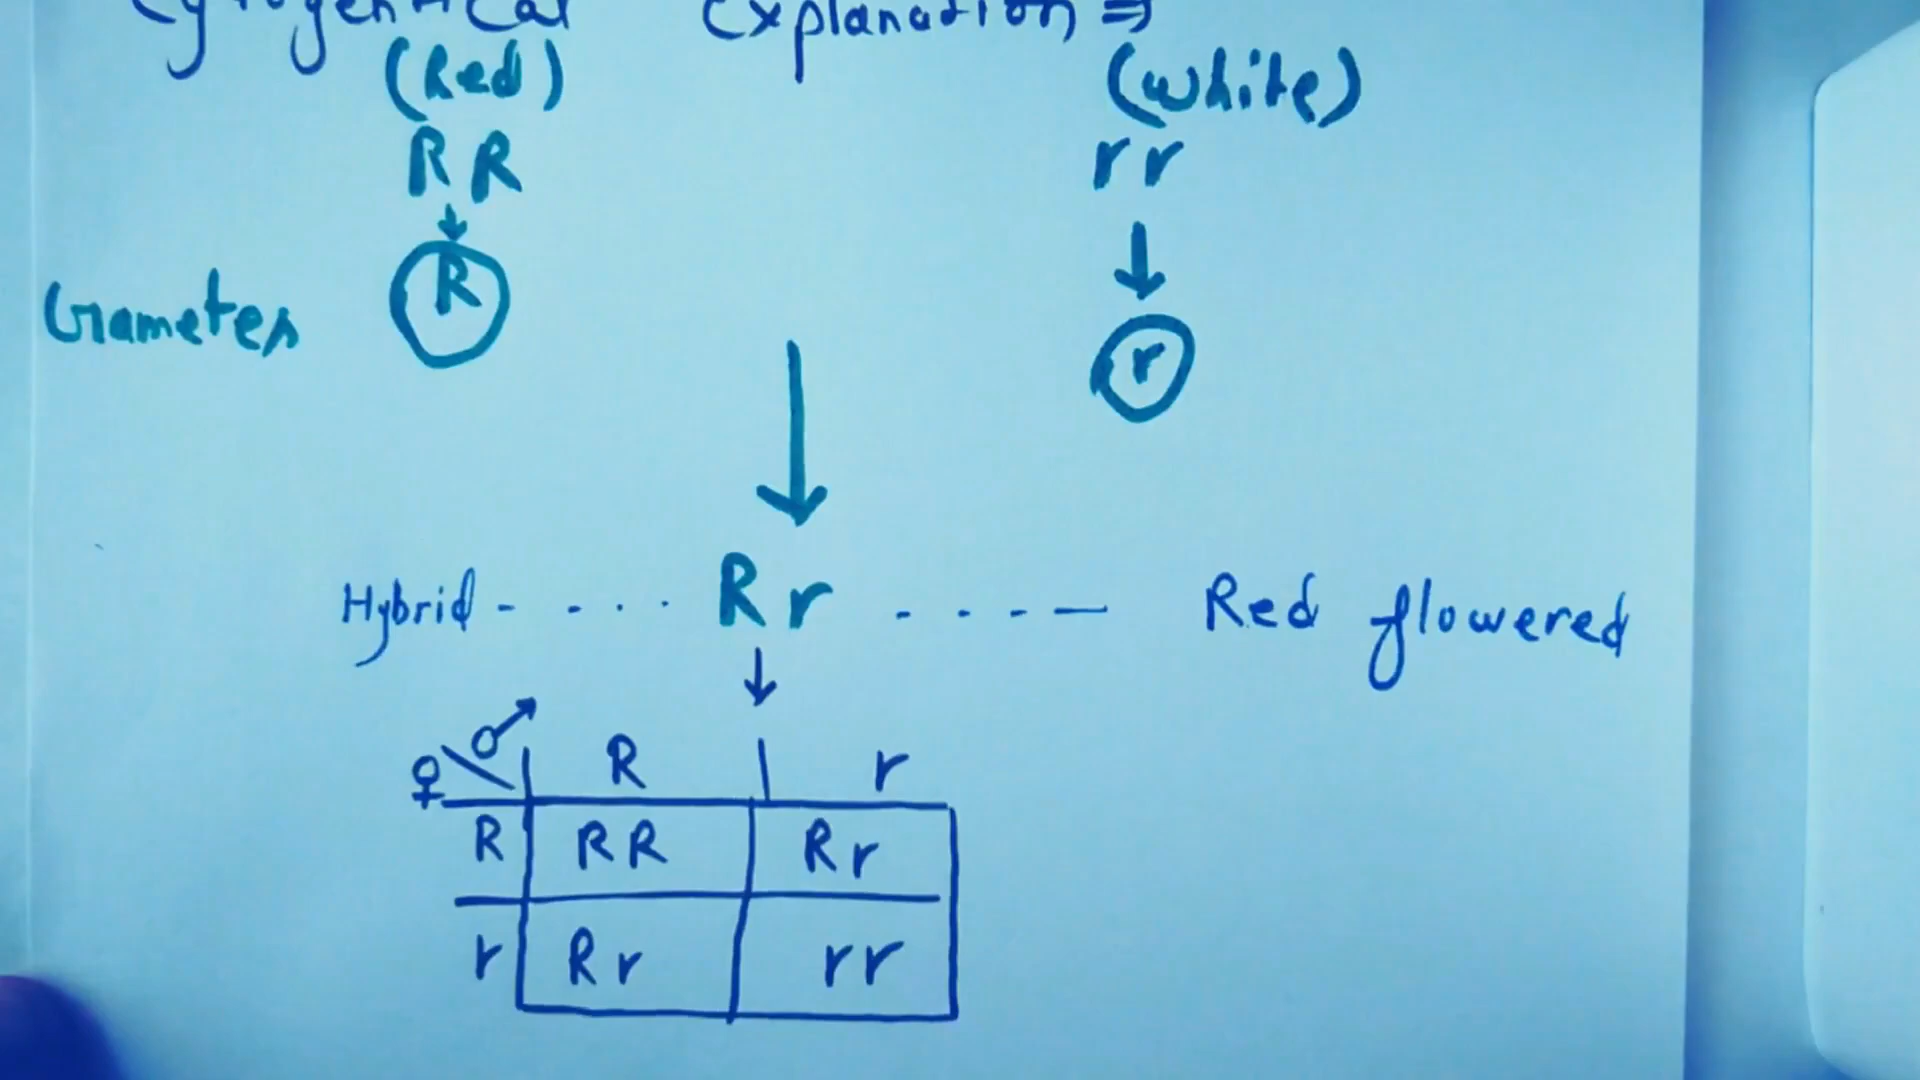 Explanation ⇒
(Red) (white)
RR rr
↓ ↓
Gametes R r
↓
Hybrid - - · · · Rr - - - — Red flowered
↓
♀ \ ♂ | R | r
R RR Rr
r Rr rr